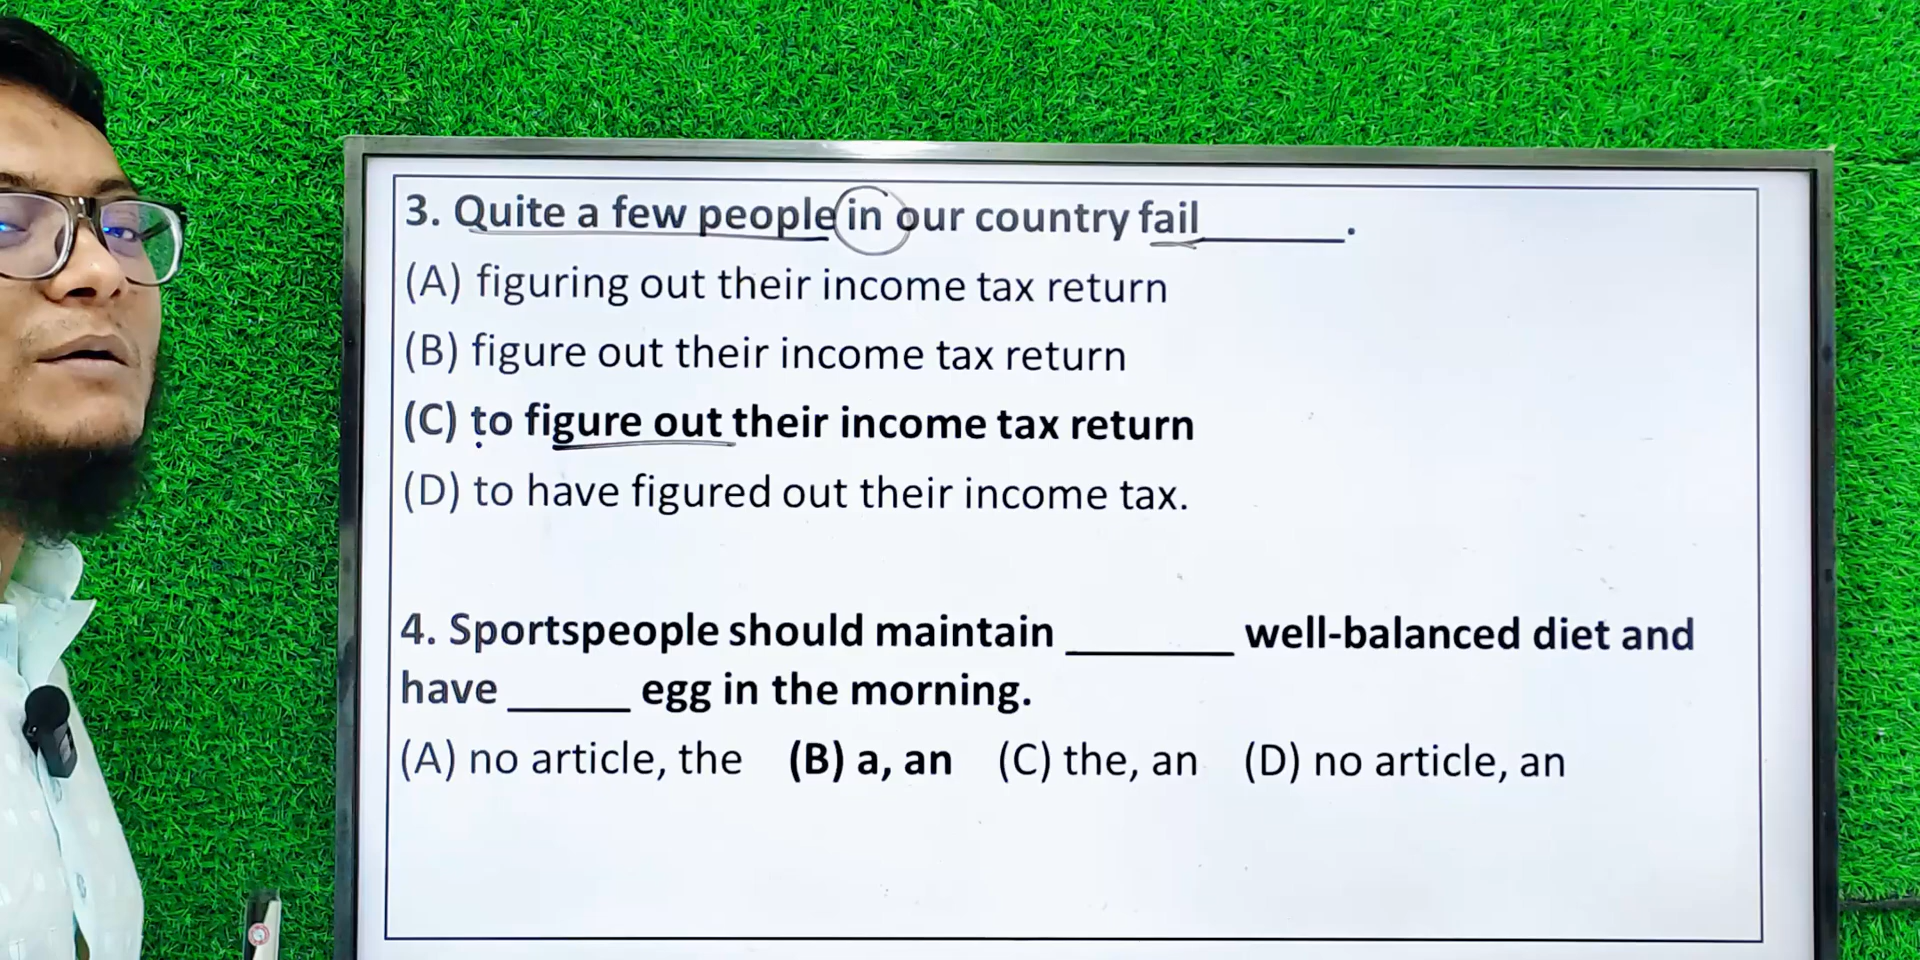 3. Quite a few people in our country fail_______.
(A) figuring out their income tax return
(B) figure out their income tax return
(C) to figure out their income tax return
(D) to have figured out their income tax.
4. Sportspeople should maintain ________ well-balanced diet and
have ______ egg in the morning.
(A) no article, the (B) a, an (C) the, an (D) no article, an